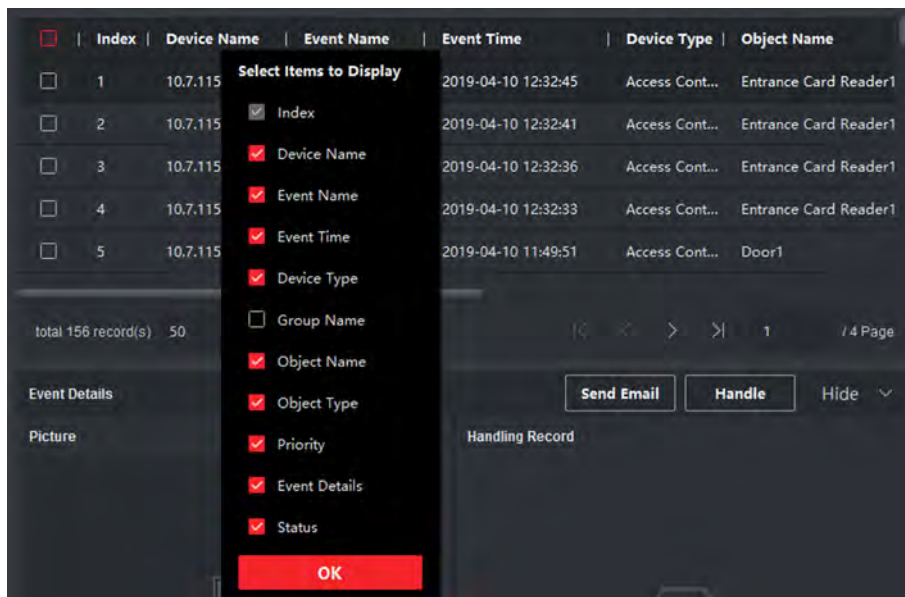 Index Device Name Event Name Event Time Device Type Object Name
1 10.7.115 2019-04-10 12:32:45 Access Cont... Entrance Card Reader1
2 10.7.115 2019-04-10 12:32:41 Access Cont... Entrance Card Reader1
3 10.7.115 2019-04-10 12:32:36 Access Cont... Entrance Card Reader1
4 10.7.115 2019-04-10 12:32:33 Access Cont... Entrance Card Reader1
5 10.7.115 2019-04-10 11:49:51 Access Cont... Door1
Select Items to Display
Index
Device Name
Event Name
Event Time
Device Type
Group Name
Object Name
Object Type
Priority
Event Details
Status
OK
total 156 record(s) 50 1 / 4 Page
Event Details Send Email Handle Hide
Picture Handling Record